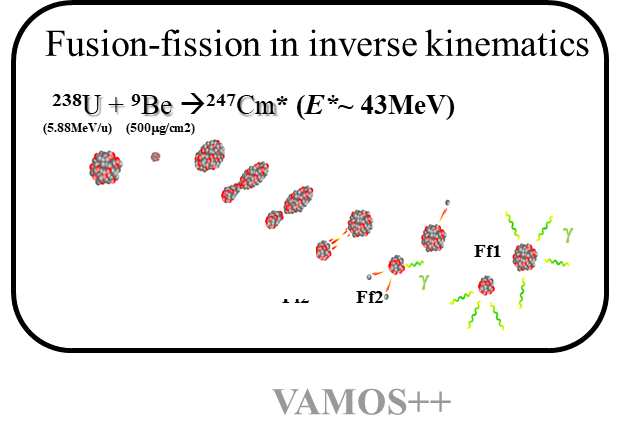 Fusion-fission in inverse kinematics
²³⁸U + ⁹Be →²⁴⁷Cm* (E*~ 43MeV)
(5.88MeV/u) (500µg/cm2)
Ff1
γ
γ
Ff2
VAMOS++